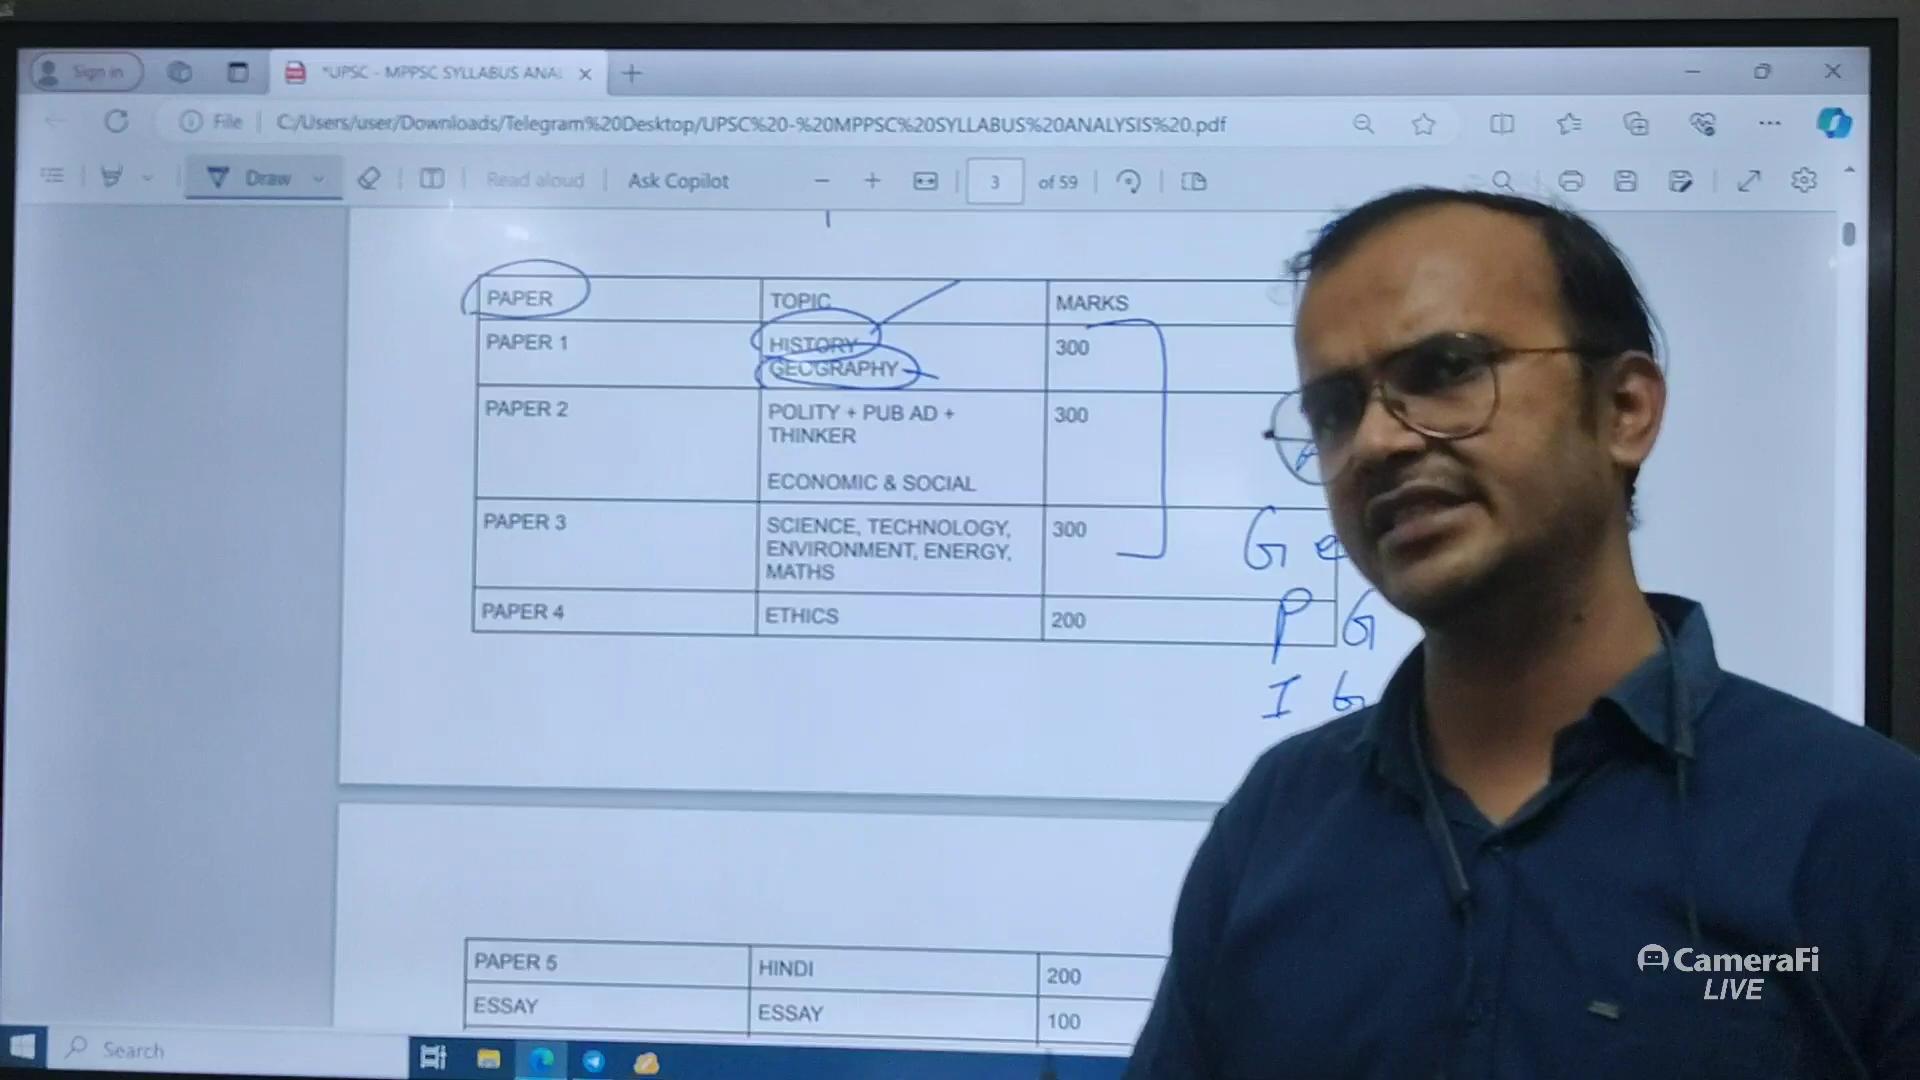 Sign in
*UPSC - MPPSC SYLLABUS ANAL
File
C:/Users/user/Downloads/Telegram%20Desktop/UPSC%20-%20MPPSC%20SYLLABUS%20ANALYSIS%20.pdf
Draw
Read aloud
Ask Copilot
3 of 59
PAPER TOPIC MARKS
PAPER 1 HISTORY 300
GEOGRAPHY
PAPER 2 POLITY + PUB AD + 300
THINKER
ECONOMIC & SOCIAL
PAPER 3 SCIENCE, TECHNOLOGY, 300
ENVIRONMENT, ENERGY,
MATHS
PAPER 4 ETHICS 200
G e
P G
I G
PAPER 5 HINDI 200
ESSAY ESSAY 100
CameraFi
LIVE
Search